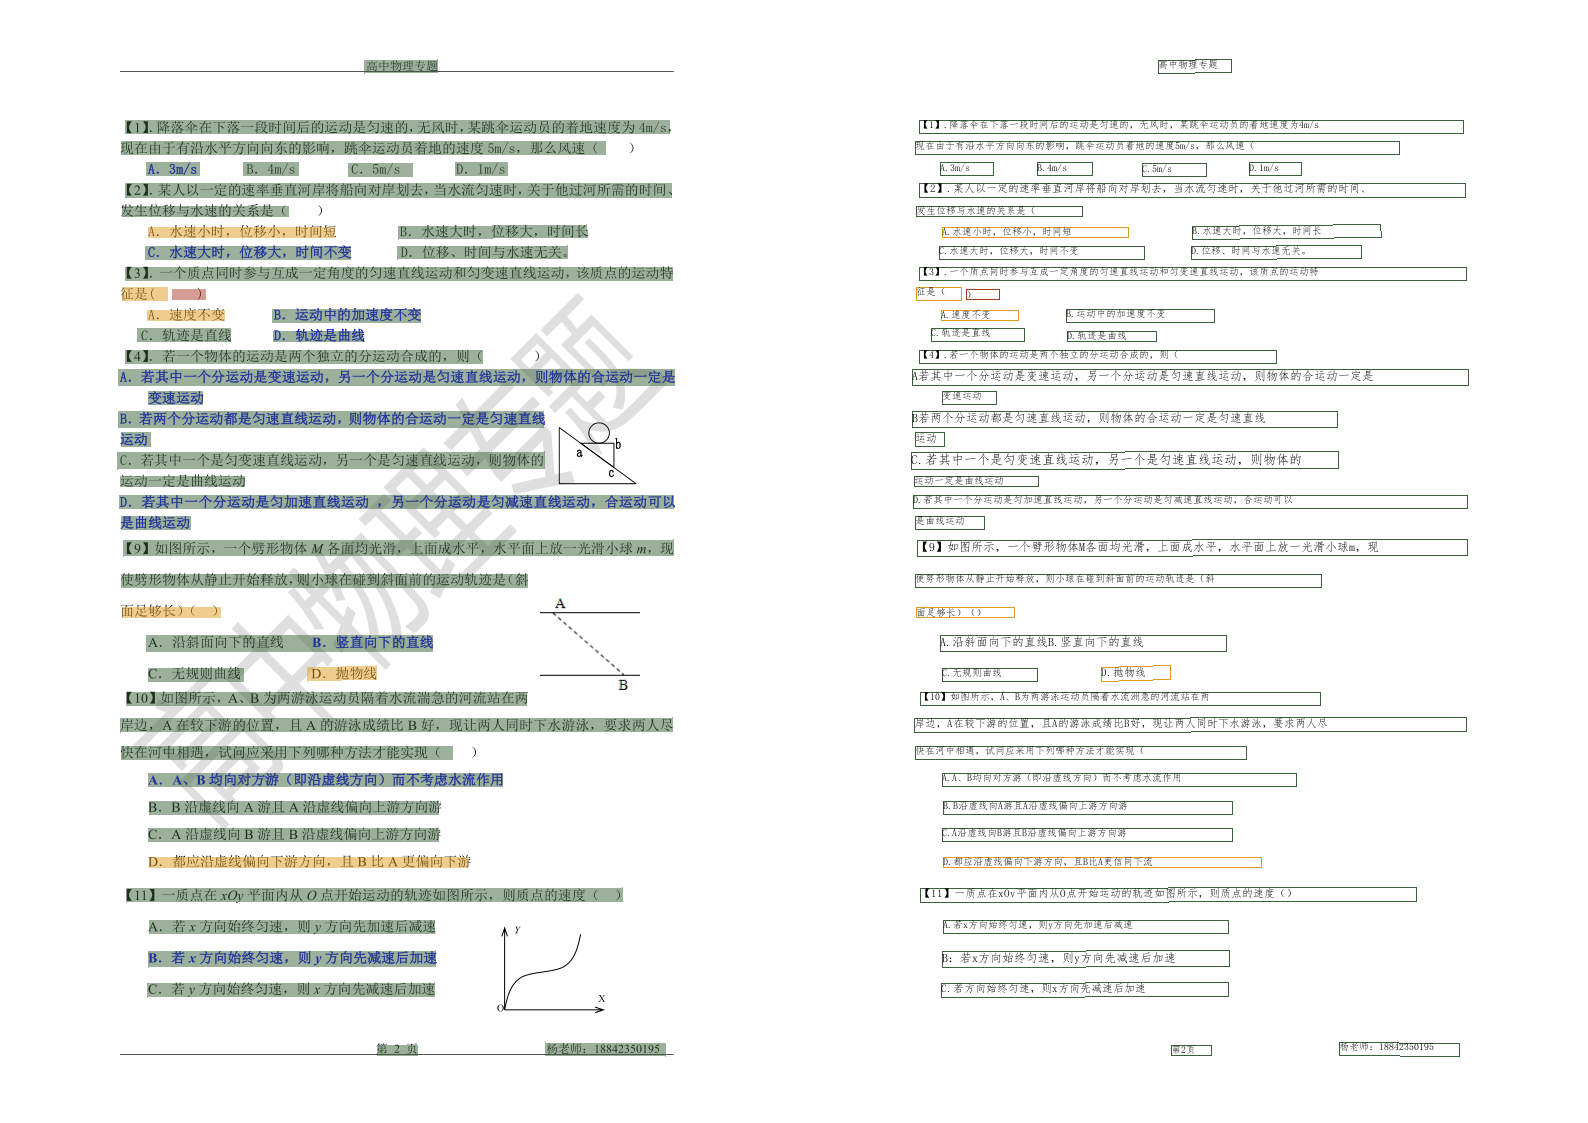 高中物理专题
【1】. 降落伞在下落一段时间后的运动是匀速的，无风时，某跳伞运动员的着地速度为 4m/s，
现在由于有沿水平方向向东的影响，跳伞运动员着地的速度 5m/s，那么风速（ ）
A．3m/s B．4m/s C．5m/s D．1m/s
【2】. 某人以一定的速率垂直河岸将船向对岸划去，当水流匀速时，关于他过河所需的时间、
发生位移与水速的关系是（ ）
A．水速小时，位移小，时间短 B．水速大时，位移大，时间长
C．水速大时，位移大，时间不变 D．位移、时间与水速无关。
【3】. 一个质点同时参与互成一定角度的匀速直线运动和匀变速直线运动，该质点的运动特
征是( )
A．速度不变 B．运动中的加速度不变
C．轨迹是直线 D．轨迹是曲线
【4】. 若一个物体的运动是两个独立的分运动合成的，则（ ）
A．若其中一个分运动是变速运动，另一个分运动是匀速直线运动，则物体的合运动一定是
变速运动
B．若两个分运动都是匀速直线运动，则物体的合运动一定是匀速直线
运动
C．若其中一个是匀变速直线运动，另一个是匀速直线运动，则物体的
运动一定是曲线运动
D．若其中一个分运动是匀加速直线运动 ，另一个分运动是匀减速直线运动，合运动可以
是曲线运动
a b c
【9】如图所示，一个劈形物体 M 各面均光滑，上面成水平，水平面上放一光滑小球 m，现
使劈形物体从静止开始释放，则小球在碰到斜面前的运动轨迹是（斜
面足够长）（ ）
A．沿斜面向下的直线 B．竖直向下的直线
C．无规则曲线 D．抛物线
A
B
【10】如图所示，A、B 为两游泳运动员隔着水流湍急的河流站在两
岸边，A 在较下游的位置，且 A 的游泳成绩比 B 好，现让两人同时下水游泳，要求两人尽
快在河中相遇，试问应采用下列哪种方法才能实现（ ）
A．A、B 均向对方游（即沿虚线方向）而不考虑水流作用
B．B 沿虚线向 A 游且 A 沿虚线偏向上游方向游
C．A 沿虚线向 B 游且 B 沿虚线偏向上游方向游
D．都应沿虚线偏向下游方向，且 B 比 A 更偏向下游
【11】一质点在 xOy 平面内从 O 点开始运动的轨迹如图所示，则质点的速度（ ）
A．若 x 方向始终匀速，则 y 方向先加速后减速
B．若 x 方向始终匀速，则 y 方向先减速后加速
C．若 y 方向始终匀速，则 x 方向先减速后加速
Y
O
X
第 2 页 杨老师：18842350195
高中物理专题
高中物理专题
【1】.降落伞在下落一段时间后的运动是匀速的，无风时，某跳伞运动员的着地速度为4m/s
现在由于有沿水平方向向东的影响，跳伞运动员着地的速度5m/s，那么风速（
A.3m/s B.4m/s C.5m/s D.1m/s
【2】.某人以一定的速率垂直河岸将船向对岸划去，当水流匀速时，关于他过河所需的时间、
发生位移与水速的关系是（
A.水速小时，位移小，时间短 B.水速大时，位移大，时间长
C.水速大时，位移大，时间不变 D.位移、时间与水速无关。
【3】.一个质点同时参与互成一定角度的匀速直线运动和匀变速直线运动，该质点的运动特
征是（ ）
A.速度不变 B.运动中的加速度不变
C.轨迹是直线 D.轨迹是曲线
【4】.若一个物体的运动是两个独立的分运动合成的，则（
A若其中一个分运动是变速运动，另一个分运动是匀速直线运动，则物体的合运动一定是
变速运动
B若两个分运动都是匀速直线运动，则物体的合运动一定是匀速直线
运动
C.若其中一个是匀变速直线运动，另一个是匀速直线运动，则物体的
运动一定是曲线运动
D.若其中一个分运动是匀加速直线运动，另一个分运动是匀减速直线运动，合运动可以
是曲线运动
【9】如图所示，一个劈形物体M各面均光滑，上面成水平，水平面上放一光滑小球m，现
使努形物体从静止开始释放，则小球在碰到斜面前的运动轨迹是（斜
面足够长）（）
A.沿斜面向下的直线B.竖直向下的直线
C.无规则曲线 D.抛物线
【10】如图所示，A、B为两游泳运动员隔着水流洲急的河流站在两
岸边，A在较下游的位置，且A的游泳成绩比B好，现让两人同时下水游泳，要求两人尽
快在河中相遇，试问应采用下列哪种方法才能实现（
A.A、B均向对方游（即沿虚线方向）而不考虑水流作用
B.B沿虚线向A游且A沿虚线偏向上游方向游
C.A沿虚线向B游且B沿虚线偏向上游方向游
D.都应沿虚线偏向下游方向，且B比A更信同下流
【11】一质点在xOv平面内从O点开始运动的轨迹如图所示，则质点的速度（）
A.若x方向始终匀速，则y方向先加速后减速
B：若x方向始终匀速，则y方向先减速后加速
C.若方向始终匀速，则x方向先减速后加速
第2页 杨老师：18842350195